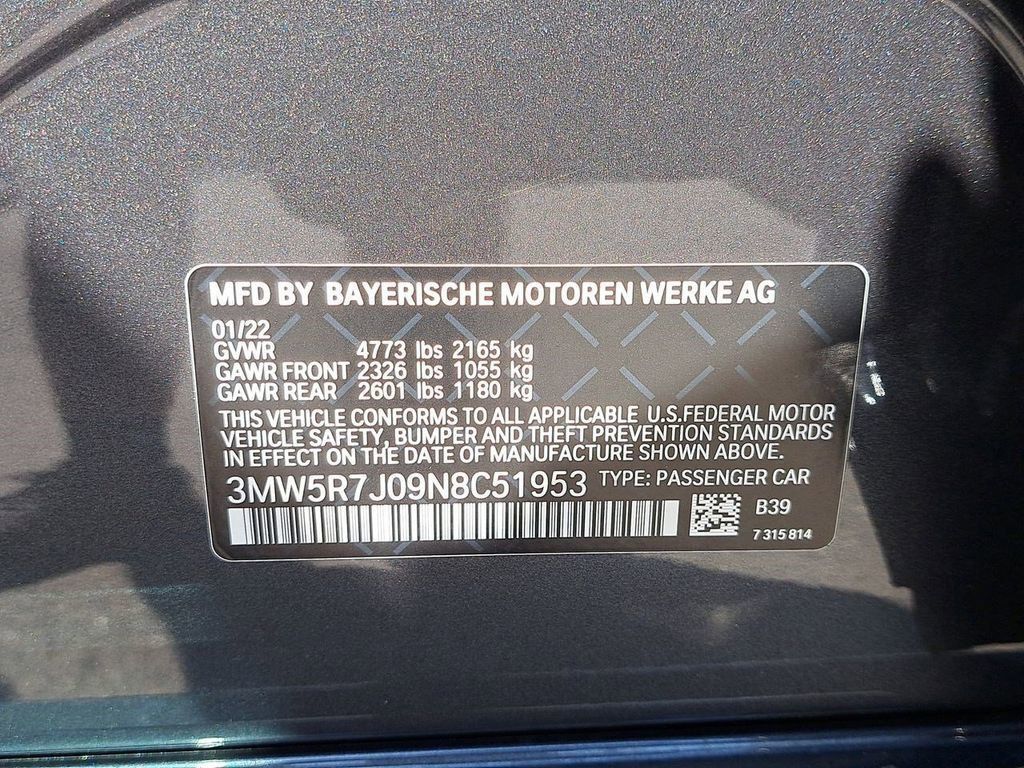 MFD BY BAYERISCHE MOTOREN WERKE AG
01/22
GVWR 4773 lbs 2165 kg
GAWR FRONT 2326 lbs 1055 kg
GAWR REAR 2601 lbs 1180 kg
THIS VEHICLE CONFORMS TO ALL APPLICABLE U.S.FEDERAL MOTOR
VEHICLE SAFETY, BUMPER AND THEFT PREVENTION STANDARDS
IN EFFECT ON THE DATE OF MANUFACTURE SHOWN ABOVE.
3MW5R7J09N8C51953 TYPE: PASSENGER CAR
B39
7 315 814